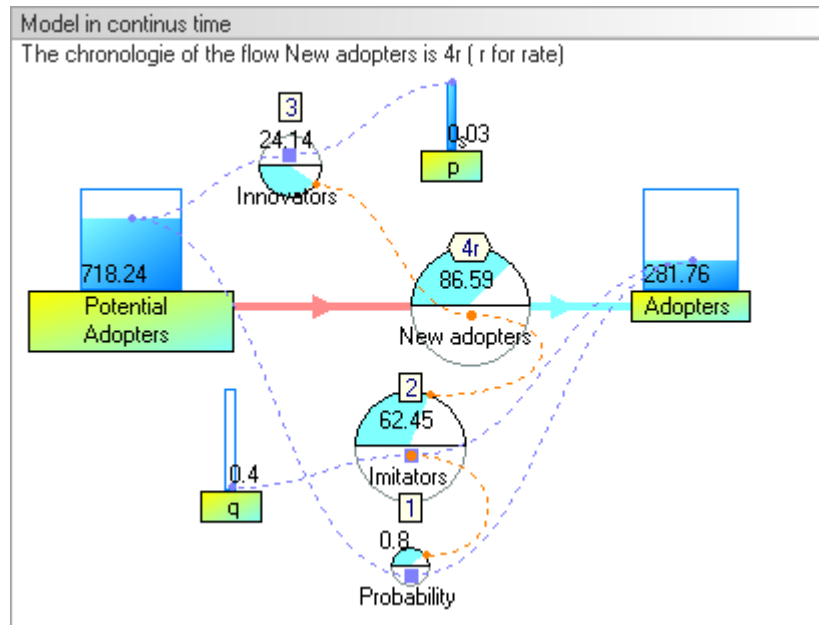 Model in continus time
The chronologie of the flow New adopters is 4r ( r for rate)
3
24.14
Innovators
0.03
p
718.24
Potential
Adopters
4r
86.59
New adopters
281.76
Adopters
2
62.45
Imitators
0.4
q
1
0.8
Probability